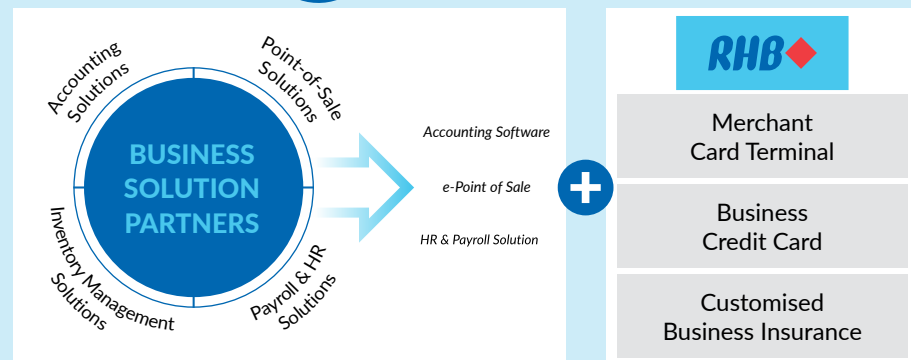 Accounting
Solutions
Point-of-Sale
Solutions
BUSINESS
SOLUTION
PARTNERS
Inventory Management
Solutions
Payroll & HR
Solutions
Accounting Software
e-Point of Sale
HR & Payroll Solution
+
RHB
Merchant
Card Terminal
Business
Credit Card
Customised
Business Insurance